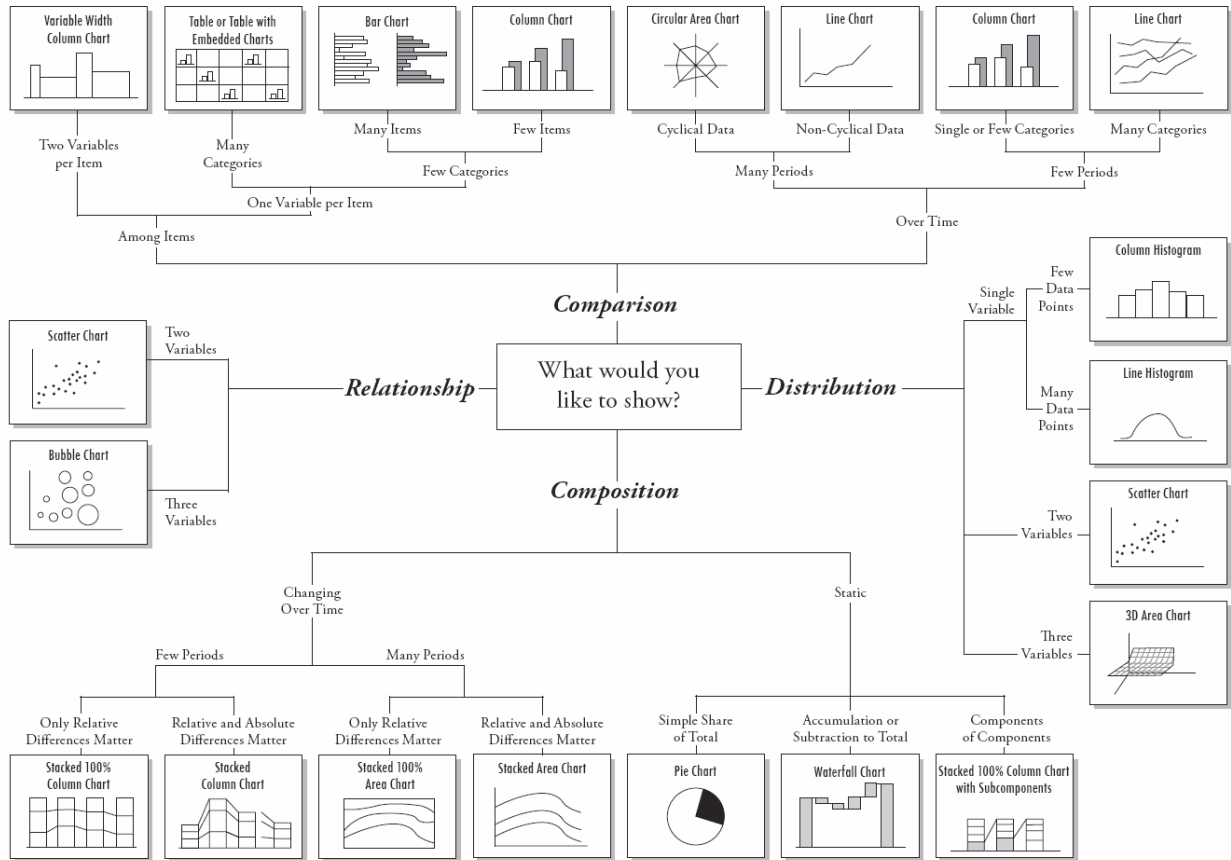 Variable Width
Column Chart
Table or Table with
Embedded Charts
Bar Chart
Column Chart
Circular Area Chart
Line Chart
Column Chart
Line Chart
Two Variables
per Item
Many
Categories
Many Items
Few Items
Cyclical Data
Non-Cyclical Data
Single or Few Categories
Many Categories
Few Categories
Many Periods
Few Periods
One Variable per Item
Among Items
Over Time
Comparison
What would you
like to show?
Relationship
Two
Variables
Scatter Chart
Three
Variables
Bubble Chart
Distribution
Single
Variable
Few
Data
Points
Column Histogram
Many
Data
Points
Line Histogram
Two
Variables
Scatter Chart
Three
Variables
3D Area Chart
Composition
Changing
Over Time
Static
Few Periods
Many Periods
Only Relative
Differences Matter
Relative and Absolute
Differences Matter
Only Relative
Differences Matter
Relative and Absolute
Differences Matter
Simple Share
of Total
Accumulation or
Subtraction to Total
Components
of Components
Stacked 100%
Column Chart
Stacked
Column Chart
Stacked 100%
Area Chart
Stacked Area Chart
Pie Chart
Waterfall Chart
Stacked 100% Column Chart
with Subcomponents